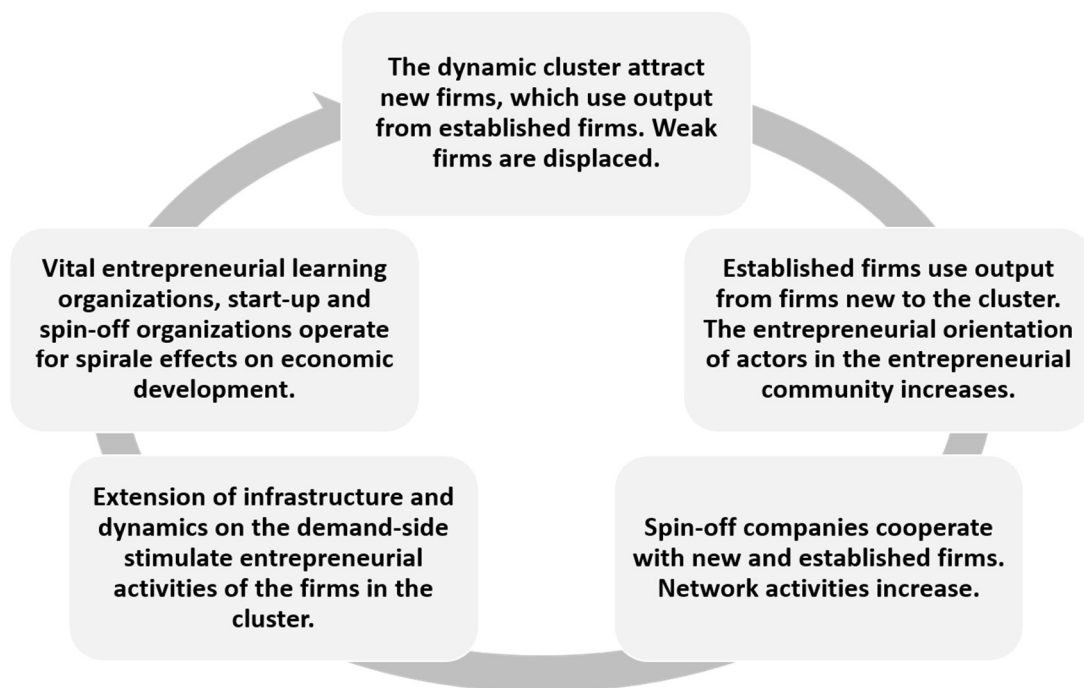 The dynamic cluster attract
new firms, which use output
from established firms. Weak
firms are displaced.
Established firms use output
from firms new to the cluster.
The entrepreneurial orientation
of actors in the entrepreneurial
community increases.
Spin-off companies cooperate
with new and established firms.
Network activities increase.
Extension of infrastructure and
dynamics on the demand-side
stimulate entrepreneurial
activities of the firms in the
cluster.
Vital entrepreneurial learning
organizations, start-up and
spin-off organizations operate
for spirale effects on economic
development.